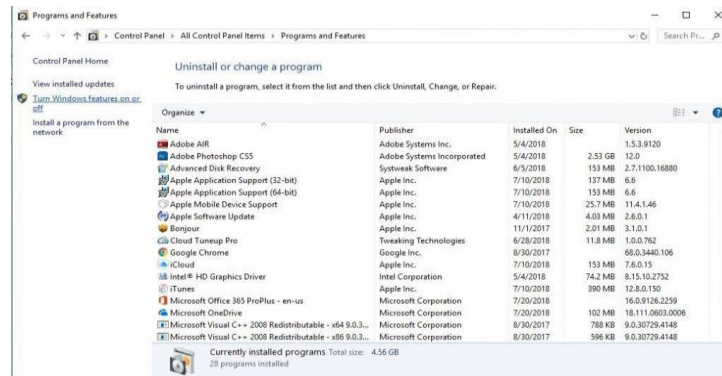 Programs and Features
Control Panel > All Control Panel Items > Programs and Features
Search Pr...
Control Panel Home
View installed updates
Turn Windows features on or
off
Install a program from the
network
Uninstall or change a program
To uninstall a program, select it from the list and then click Uninstall, Change, or Repair.
Organize
Name Publisher Installed On Size Version
Adobe AIR Adobe Systems Inc. 5/4/2018 1.5.3.9120
Adobe Photoshop CS5 Adobe Systems Incorporated 5/4/2018 2.53 GB 12.0
Advanced Disk Recovery Systweak Software 6/5/2018 153 MB 2.7.1100.16880
Apple Application Support (32-bit) Apple Inc. 7/10/2018 137 MB 6.6
Apple Application Support (64-bit) Apple Inc. 7/10/2018 153 MB 6.6
Apple Mobile Device Support Apple Inc. 7/10/2018 25.7 MB 11.4.1.46
Apple Software Update Apple Inc. 4/11/2018 4.03 MB 2.6.0.1
Bonjour Apple Inc. 11/1/2017 2.01 MB 3.1.0.1
Cloud Tuneup Pro Tweaking Technologies 6/28/2018 11.8 MB 1.0.0.762
Google Chrome Google Inc. 8/30/2017 68.0.3440.106
iCloud Apple Inc. 7/10/2018 153 MB 7.6.0.15
Intel® HD Graphics Driver Intel Corporation 5/4/2018 74.2 MB 8.15.10.2752
iTunes Apple Inc. 7/10/2018 390 MB 12.8.0.150
Microsoft Office 365 ProPlus - en-us Microsoft Corporation 7/20/2018 16.0.9126.2259
Microsoft OneDrive Microsoft Corporation 7/20/2018 102 MB 18.111.0603.0006
Microsoft Visual C++ 2008 Redistributable - x64 9.0.3... Microsoft Corporation 8/30/2017 788 KB 9.0.30729.4148
Microsoft Visual C++ 2008 Redistributable - x86 9.0.3... Microsoft Corporation 8/30/2017 596 KB 9.0.30729.4148
Currently installed programs Total size: 4.56 GB
28 programs installed